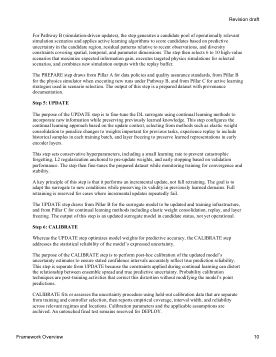 Revision draft
For Pathway B (simulation-driven updates), the step generates a candidate pool of operationally relevant
simulation scenarios and applies active learning algorithms to score candidates based on predictive
uncertainty in the candidate region, residual patterns relative to recent observations, and diversity
constraints covering spatial, temporal, and parameter dimensions. The step then selects 6 to 10 high-value
scenarios that maximize expected information gain, executes targeted physics simulations for selected
scenarios, and combines new simulation outputs with the replay buffer.
The PREPARE step draws from Pillar A for data policies and quality assurance standards, from Pillar B
for the physics simulator when executing new runs under Pathway B, and from Pillar C for active learning
strategies used in scenario selection. The output of this step is a prepared dataset with provenance
documentation.
Step 5: UPDATE
The purpose of the UPDATE step is to fine-tune the DL surrogate using continual learning methods to
incorporate new information while preserving previously learned knowledge. This step configures the
continual learning approach based on the update context, selecting from methods such as elastic weight
consolidation to penalize changes to weights important for previous tasks, experience replay to include
historical samples in each training batch, and layer freezing to preserve learned representations in early
encoder layers.
This step sets conservative hyperparameters, including a small learning rate to prevent catastrophic
forgetting, L2 regularization anchored to pre-update weights, and early stopping based on validation
performance. The step then fine-tunes the prepared dataset while monitoring training for convergence and
stability.
A key principle of this step is that it performs an incremental update, not full retraining. The goal is to
adapt the surrogate to new conditions while preserving its validity in previously learned domains. Full
retraining is reserved for cases where incremental updates repeatedly fail.
The UPDATE step draws from Pillar B for the surrogate model to be updated and training infrastructure,
and from Pillar C for continual learning methods including elastic weight consolidation, replay, and layer
freezing. The output of this step is an updated surrogate model in candidate status, not yet operational.
Step 6: CALIBRATE
Whereas the UPDATE step optimizes model weights for predictive accuracy, the CALIBRATE step
addresses the statistical reliability of the model's expressed uncertainty.
The purpose of the CALIBRATE step is to perform post-hoc calibration of the updated model's
uncertainty estimates to ensure stated confidence intervals accurately reflect true prediction reliability.
This step is separate from UPDATE because the constraints applied during continual learning can distort
the relationship between ensemble spread and true predictive uncertainty. Probability calibration
techniques are post-training activities that correct this distortion without modifying the model's point
predictions.
CALIBRATE fits or assesses the uncertainty procedure using held-out calibration data that are separate
from training and controller selection, then reports empirical coverage, interval width, and reliability
across relevant regimes and locations. Calibration parameters and the applicable assumptions are
archived. An untouched final test remains reserved for DEPLOY.
Framework Overview
10